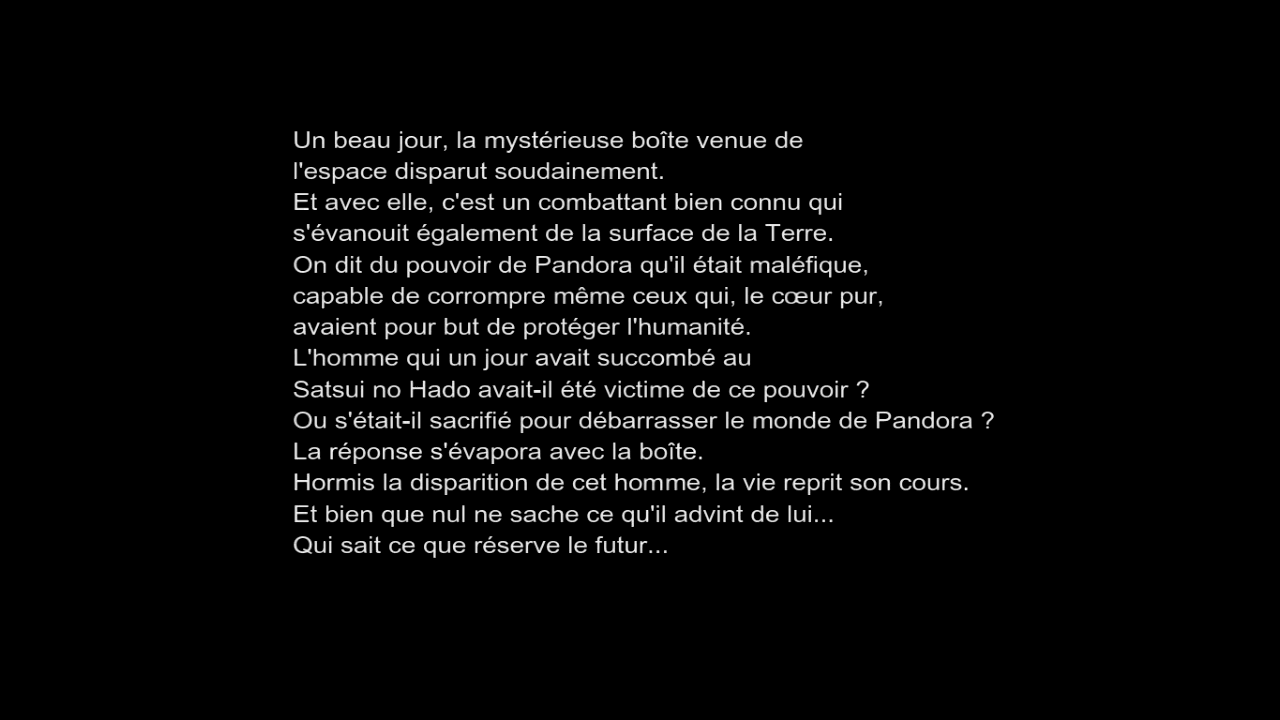 Un beau jour, la mystérieuse boîte venue de
l'espace disparut soudainement.
Et avec elle, c'est un combattant bien connu qui
s'évanouit également de la surface de la Terre.
On dit du pouvoir de Pandora qu'il était maléfique,
capable de corrompre même ceux qui, le cœur pur,
avaient pour but de protéger l'humanité.
L'homme qui un jour avait succombé au
Satsui no Hado avait-il été victime de ce pouvoir ?
Ou s'était-il sacrifié pour débarrasser le monde de Pandora ?
La réponse s'évapora avec la boîte.
Hormis la disparition de cet homme, la vie reprit son cours.
Et bien que nul ne sache ce qu'il advint de lui...
Qui sait ce que réserve le futur...